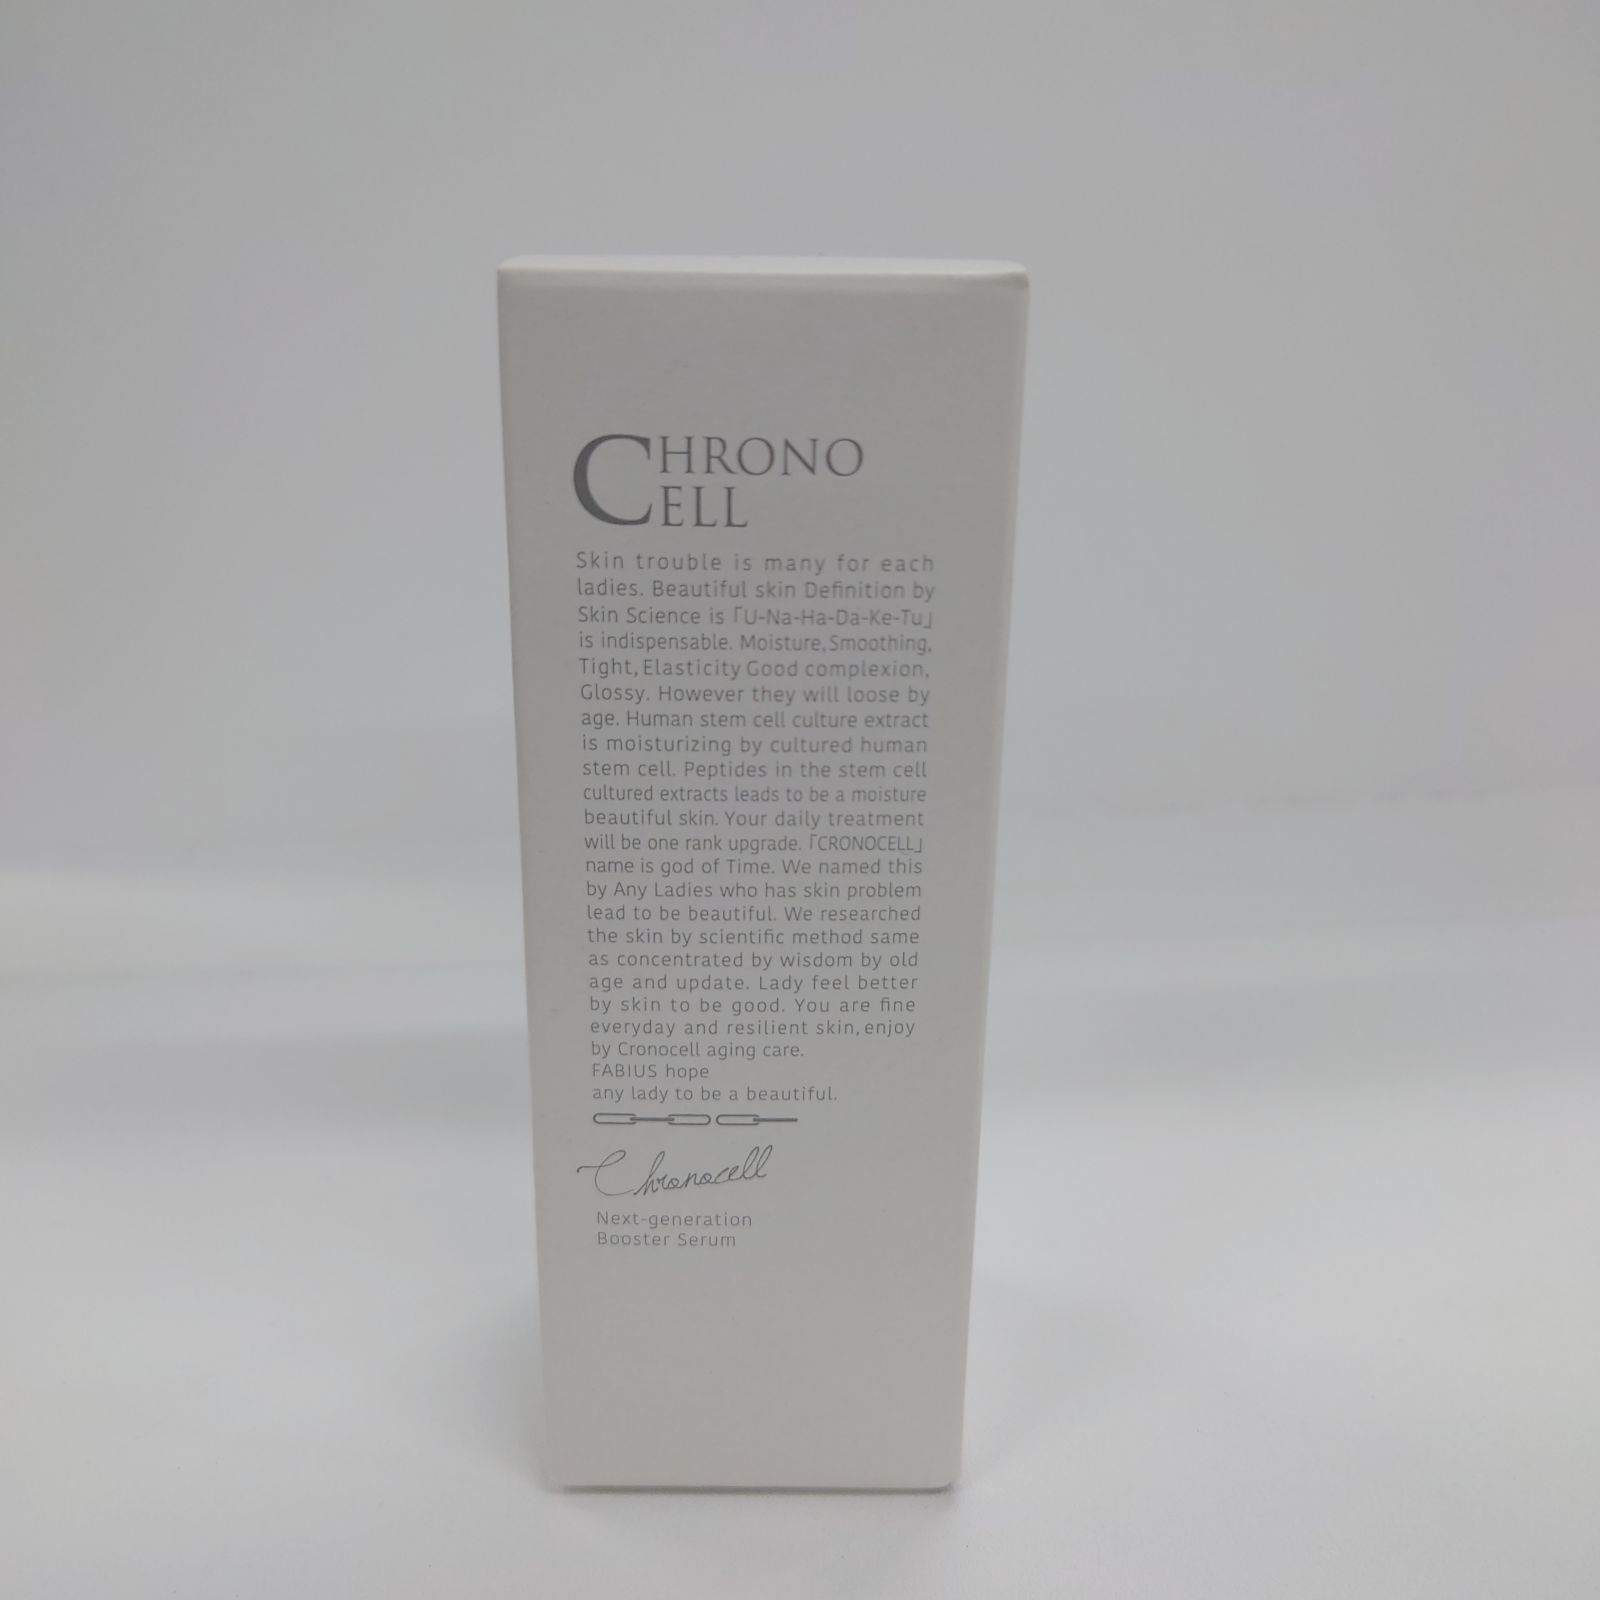 CHRONO
CELL
Skin trouble is many for each
ladies. Beautiful skin Definition by
Skin Science is「U-Na-Ha-Da-Ke-Tu」
is indispensable. Moisture,Smoothing,
Tight,Elasticity Good complexion,
Glossy. However they will loose by
age. Human stem cell culture extract
is moisturizing by cultured human
stem cell. Peptides in the stem cell
cultured extracts leads to be a moisture
beautiful skin. Your daily treatment
will be one rank upgrade.「CRONOCELL」
name is god of Time. We named this
by Any Ladies who has skin problem
lead to be beautiful. We researched
the skin by scientific method same
as concentrated by wisdom by old
age and update. Lady feel better
by skin to be good. You are fine
everyday and resilient skin,enjoy
by Cronocell aging care.
FABIUS hope
any lady to be a beautiful.
Chronocell
Next-generation
Booster Serum